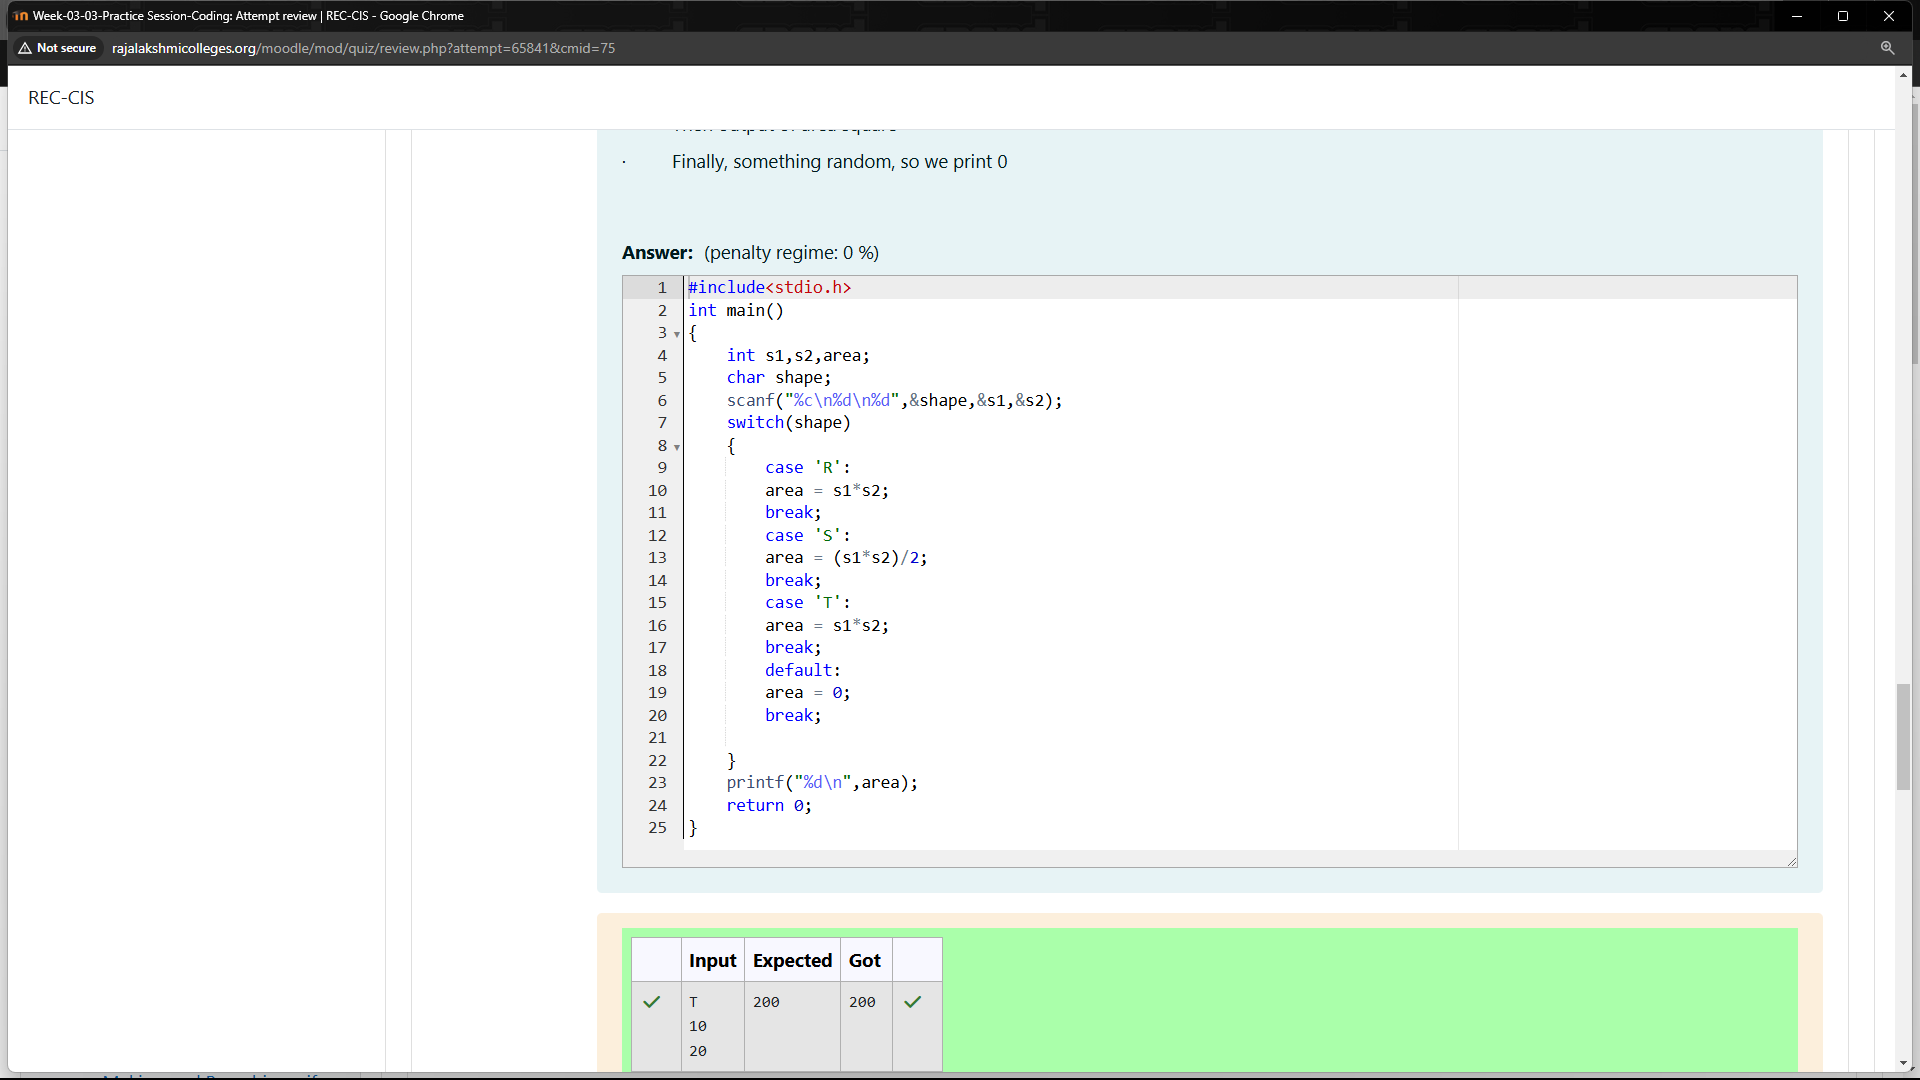 Week-03-03-Practice Session-Coding: Attempt review | REC-CIS - Google Chrome
Not secure rajalakshmicolleges.org/moodle/mod/quiz/review.php?attempt=65841&cmid=75
REC-CIS
· Finally, something random, so we print 0
Answer: (penalty regime: 0 %)
1 #include<stdio.h>
2 int main()
3 {
4 int s1,s2,area;
5 char shape;
6 scanf("%c\n%d\n%d",&shape,&s1,&s2);
7 switch(shape)
8 {
9 case 'R':
10 area = s1*s2;
11 break;
12 case 'S':
13 area = (s1*s2)/2;
14 break;
15 case 'T':
16 area = s1*s2;
17 break;
18 default:
19 area = 0;
20 break;
21
22 }
23 printf("%d\n",area);
24 return 0;
25 }
Input Expected Got
T 200 200
10
20